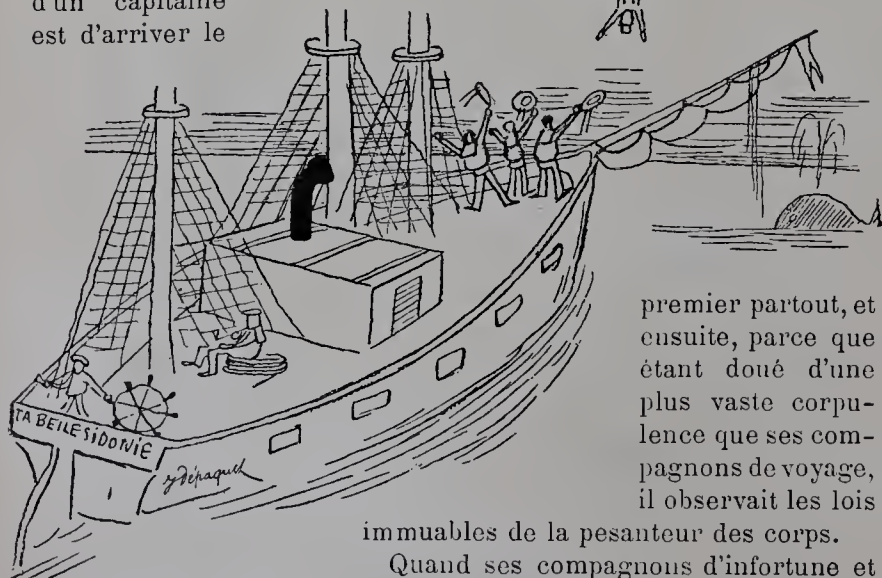 d'un capitaine
est d'arriver le
TA BELLE SIDONIE
premier partout, et
ensuite, parce que
étant doué d'une
plus vaste corpu-
lence que ses com-
pagnons de voyage,
il observait les lois
immuables de la pesanteur des corps.
Quand ses compagnons d'infortune et